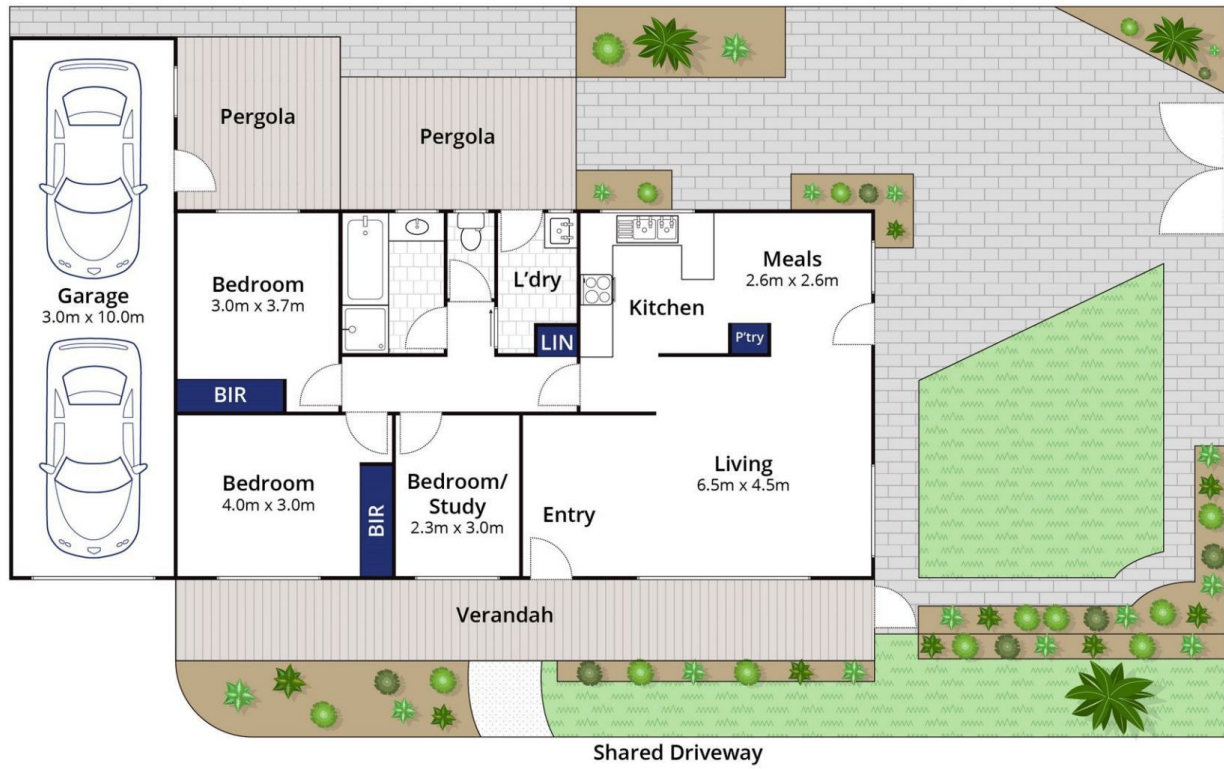 Pergola
Pergola
Garage
3.0m x 10.0m
Bedroom
3.0m x 3.7m
L'dry
Kitchen
Meals
2.6m x 2.6m
LIN
P'try
BIR
Bedroom
4.0m x 3.0m
BIR
Bedroom/
Study
2.3m x 3.0m
Entry
Living
6.5m x 4.5m
Verandah
Shared Driveway